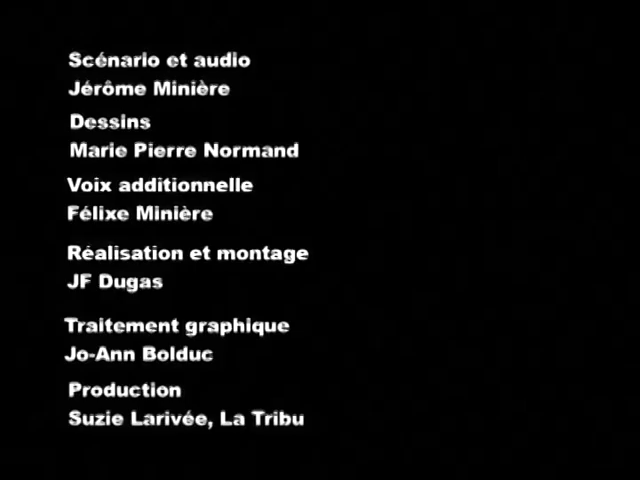 Scénario et audio
Jérôme Minière
Dessins
Marie Pierre Normand
Voix additionnelle
Félixe Minière
Réalisation et montage
JF Dugas
Traitement graphique
Jo-Ann Bolduc
Production
Suzie Larivée, La Tribu